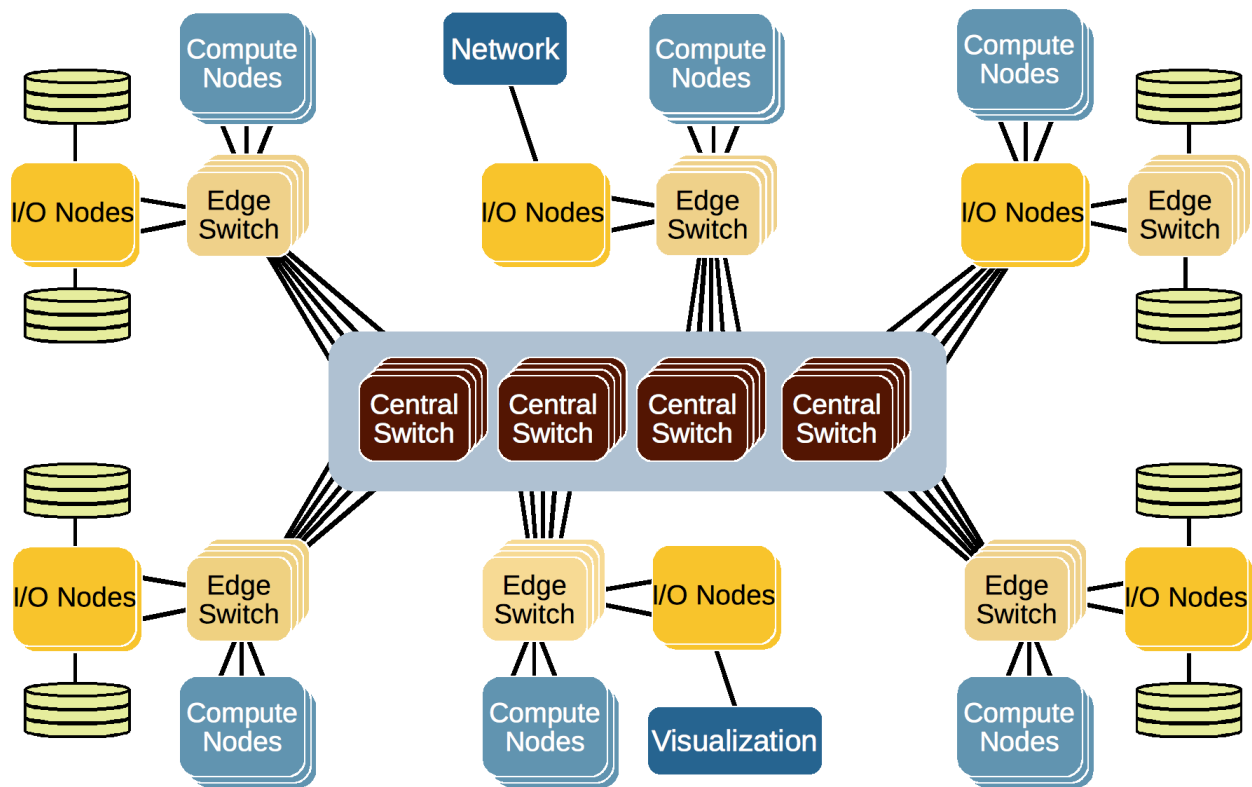 Compute
Nodes
Network
Compute
Nodes
Compute
Nodes
I/O Nodes
Edge
Switch
I/O Nodes
Edge
Switch
I/O Nodes
Edge
Switch
Central
Switch
Central
Switch
Central
Switch
Central
Switch
I/O Nodes
Edge
Switch
Edge
Switch
I/O Nodes
Edge
Switch
I/O Nodes
Compute
Nodes
Compute
Nodes
Visualization
Compute
Nodes